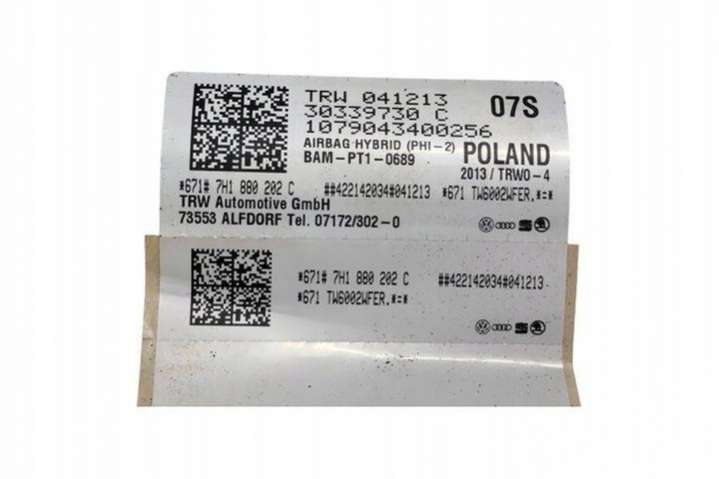 TRW 041213
30339730 C
1079043400256
07S
AIRBAG HYBRID (PHI-2)
BAM-PT1-0689
POLAND
2013 / TRW0-4
*671# 7H1 880 202 C ##422142034#041213 *671 TW6002WFER.*=*
TRW Automotive GmbH
73553 ALFDORF Tel. 07172/302-0
*671# 7H1 880 202 C ##422142034#041213
*671 TW6002WFER.*=*